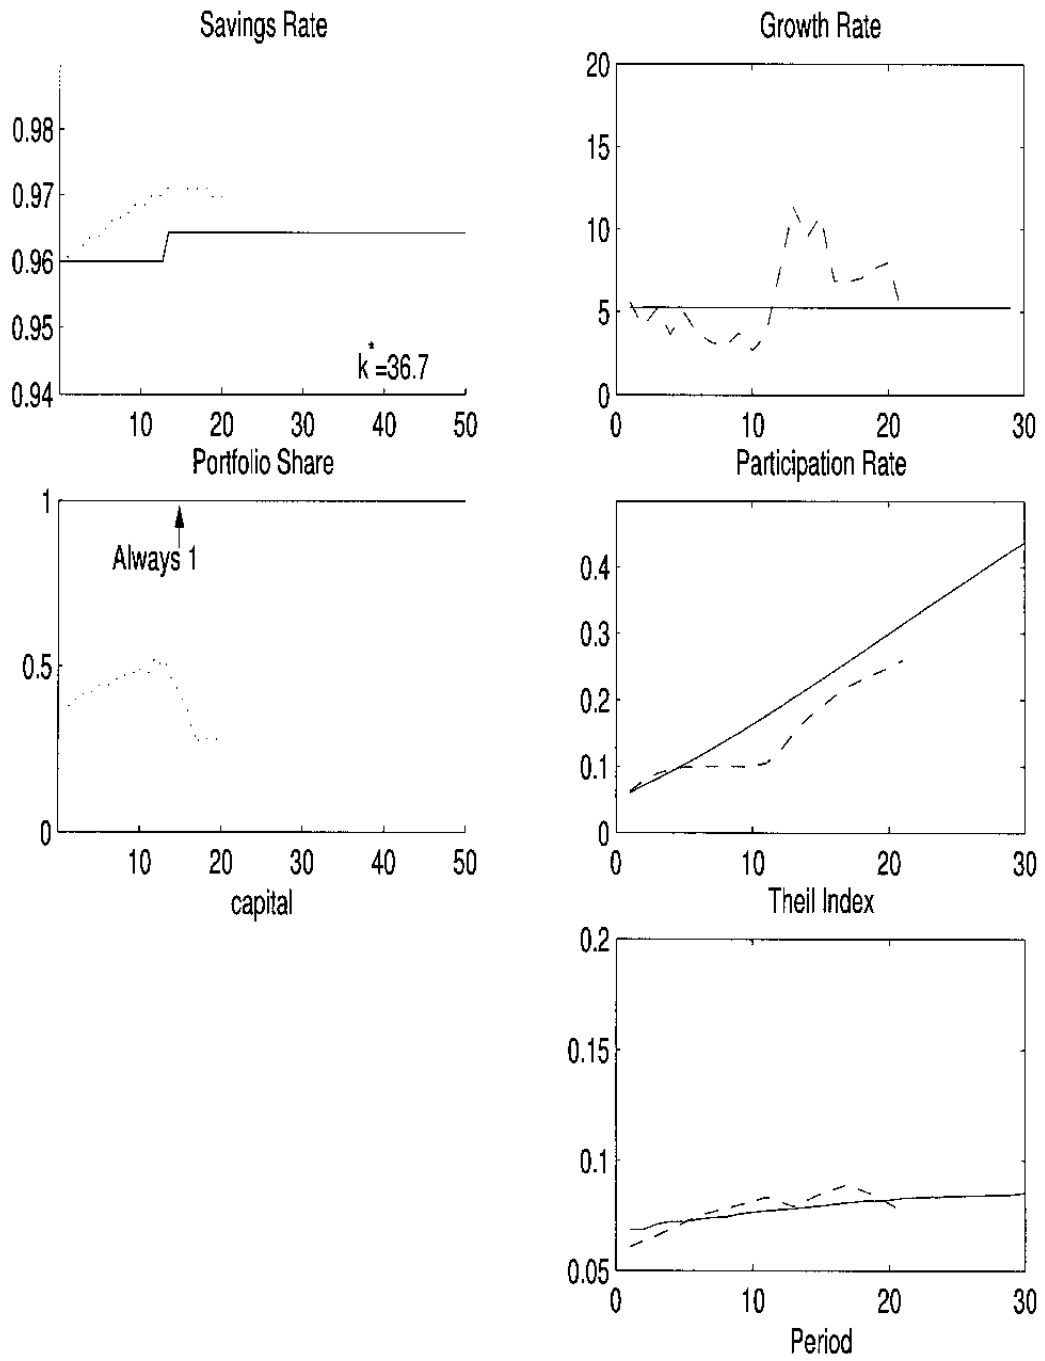 Savings Rate
0.98
0.97
0.96
0.95
0.94
k*=36.7
10 20 30 40 50
Portfolio Share
1
0.5
0
Always 1
10 20 30 40 50
capital
Growth Rate
20
15
10
5
0
0 10 20 30
Participation Rate
0.4
0.3
0.2
0.1
0
0 10 20 30
Theil Index
0.2
0.15
0.1
0.05
0 10 20 30
Period